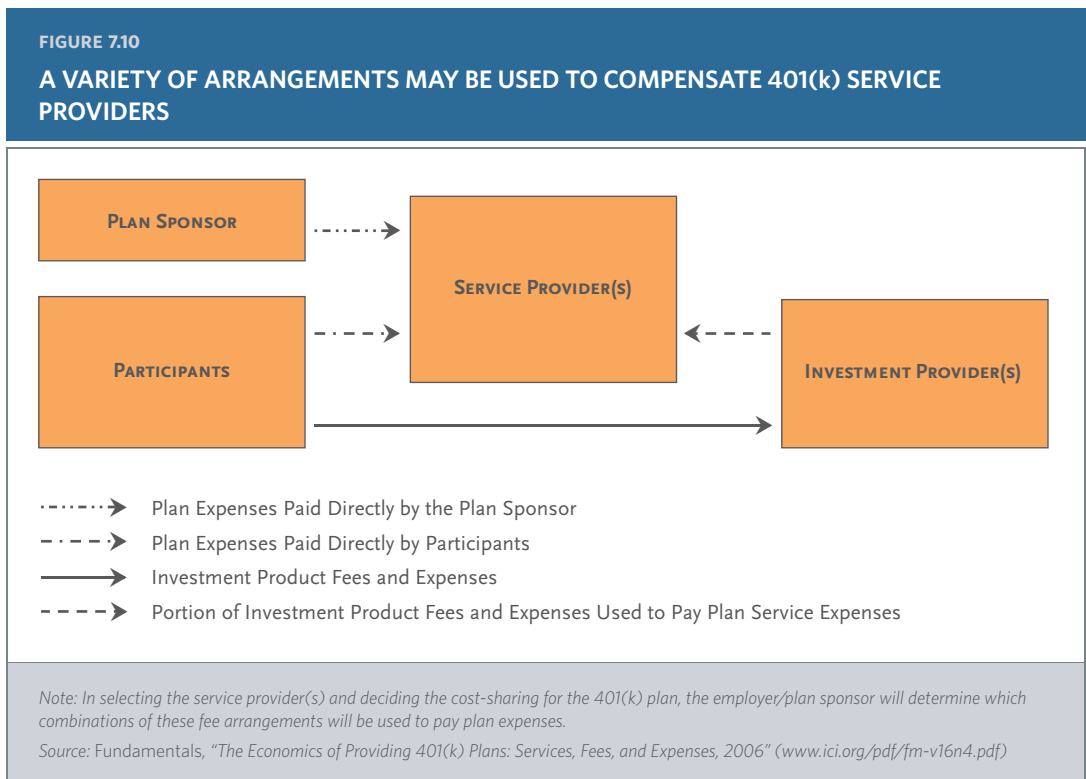 FIGURE 7.10
A VARIETY OF ARRANGEMENTS MAY BE USED TO COMPENSATE 401(k) SERVICE
PROVIDERS
PLAN SPONSOR
SERVICE PROVIDER(S)
PARTICIPANTS
INVESTMENT PROVIDER(S)
Plan Expenses Paid Directly by the Plan Sponsor
Plan Expenses Paid Directly by Participants
Investment Product Fees and Expenses
Portion of Investment Product Fees and Expenses Used to Pay Plan Service Expenses
Note: In selecting the service provider(s) and deciding the cost-sharing for the 401(k) plan, the employer/plan sponsor will determine which
combinations of these fee arrangements will be used to pay plan expenses.
Source: Fundamentals, “The Economics of Providing 401(k) Plans: Services, Fees, and Expenses, 2006” (www.ici.org/pdf/fm-v16n4.pdf)